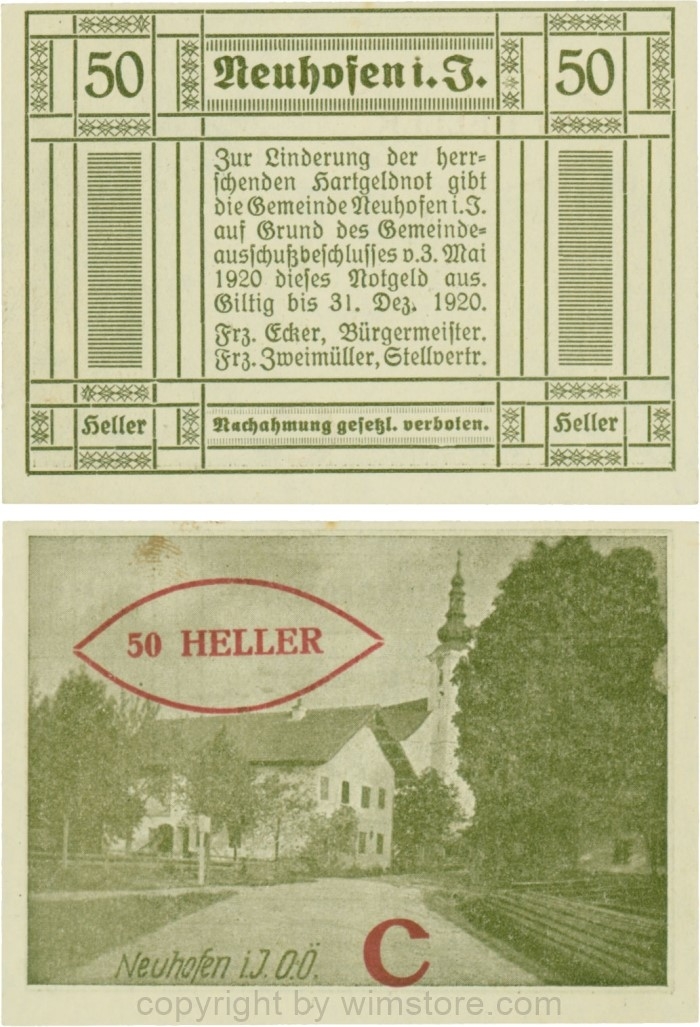 50 Neuhofen i. J. 50
Zur Linderung der herr=
schenden Hartgeldnot gibt
die Gemeinde Neuhofen i. J.
auf Grund des Gemeinde=
ausschußbeschlusses v. 3. Mai
1920 dieses Notgeld aus.
Giltig bis 31. Dez. 1920.
Frz. Ecker, Bürgermeister.
Frz. Zweimüller, Stellvertr.
Heller Nachahmung gesetzl. verboten. Heller
50 HELLER
C
Neuhofen i.J. O.Ö.
copyright by wimstore.com